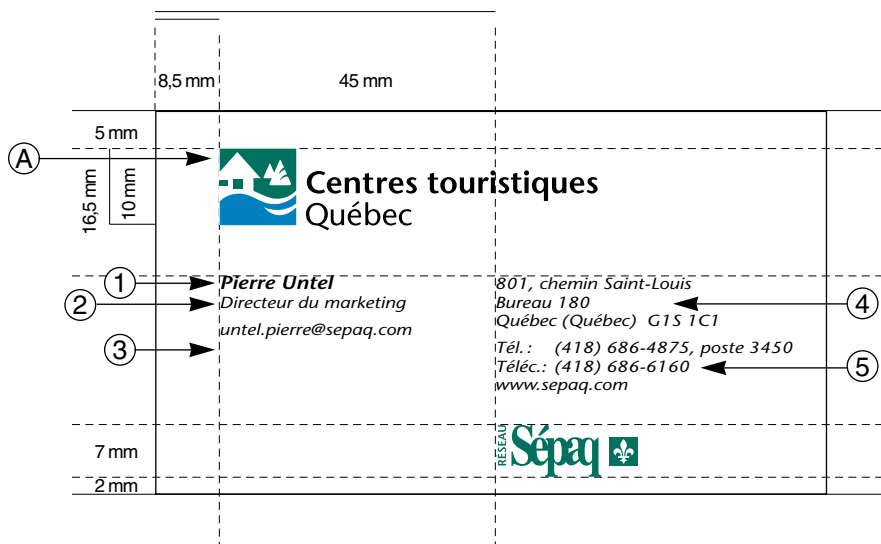 8,5 mm
45 mm
5 mm
A
16,5 mm
10 mm
Centres touristiques
Québec
1
Pierre Untel
2
Directeur du marketing
untel.pierre@sepaq.com
3
801, chemin Saint-Louis
Bureau 180
4
Québec (Québec) G1S 1C1
Tél. : (418) 686-4875, poste 3450
Téléc.: (418) 686-6160
5
www.sepaq.com
7 mm
RÉSEAU
Sépaq
2 mm